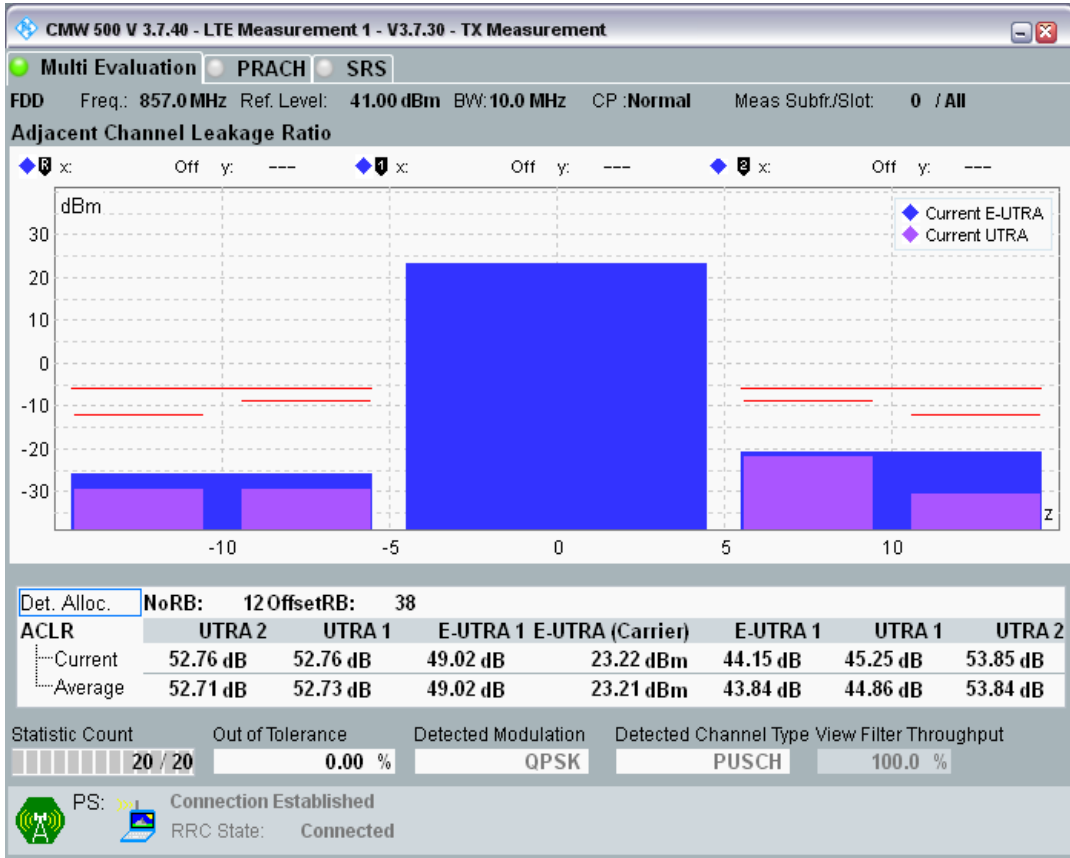 CMW 500 V 3.7.40 - LTE Measurement 1 - V3.7.30 - TX Measurement
Multi Evaluation PRACH SRS
FDD Freq.: 857.0 MHz Ref. Level: 41.00 dBm BW: 10.0 MHz CP :Normal Meas Subfr./Slot: 0 / All
Adjacent Channel Leakage Ratio
R x: Off y: --- 1 x: Off y: --- 2 x: Off y: ---
dBm
Current E-UTRA
Current UTRA
30
20
10
0
-10
-20
-30
z
-10 -5 0 5 10
Det. Alloc. NoRB: 12 OffsetRB: 38
ACLR UTRA 2 UTRA 1 E-UTRA 1 E-UTRA (Carrier) E-UTRA 1 UTRA 1 UTRA 2
Current 52.76 dB 52.76 dB 49.02 dB 23.22 dBm 44.15 dB 45.25 dB 53.85 dB
Average 52.71 dB 52.73 dB 49.02 dB 23.21 dBm 43.84 dB 44.86 dB 53.84 dB
Statistic Count Out of Tolerance Detected Modulation Detected Channel Type View Filter Throughput
20 / 20 0.00 % QPSK PUSCH 100.0 %
PS: Connection Established
RRC State: Connected